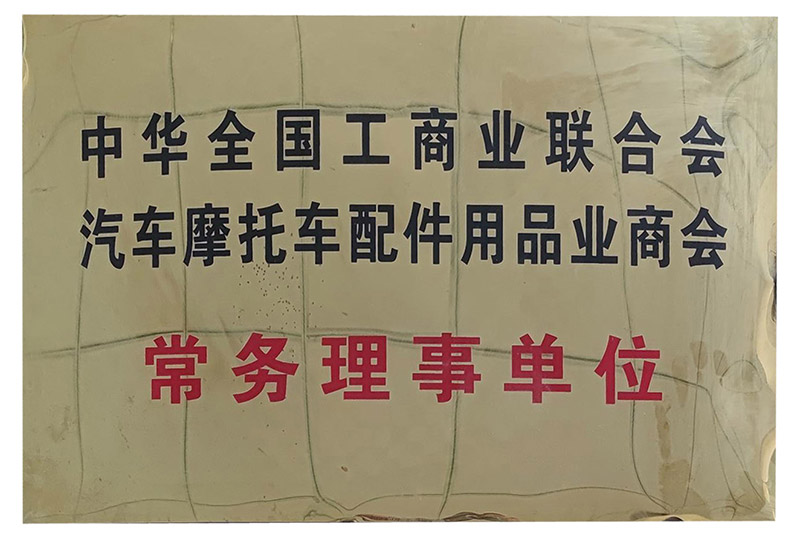 中华全国工商业联合会
汽车摩托车配件用品业商会
常务理事单位